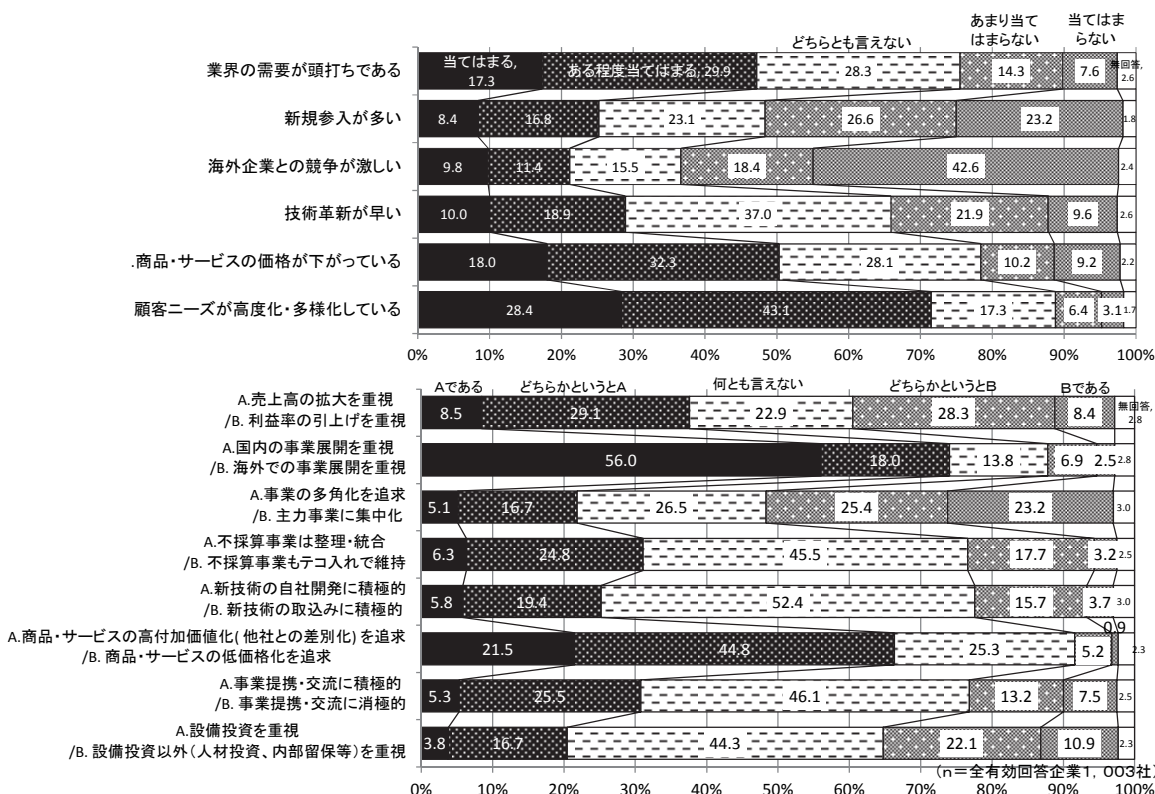 どちらとも言えない
あまり当て
はまらない
当てはま
らない
業界の需要が頭打ちである
当てはまる,
17.3
ある程度当てはまる, 29.9
28.3
14.3
7.6
無回答,
2.6
新規参入が多い
8.4
16.8
23.1
26.6
23.2
1.8
海外企業との競争が激しい
9.8
11.4
15.5
18.4
42.6
2.4
技術革新が早い
10.0
18.9
37.0
21.9
9.6
2.6
.商品・サービスの価格が下がっている
18.0
32.3
28.1
10.2
9.2
2.2
顧客ニーズが高度化・多様化している
28.4
43.1
17.3
6.4
3.1
1.7
0% 10% 20% 30% 40% 50% 60% 70% 80% 90% 100%
Aである
どちらかというとA
何とも言えない
どちらかというとB
Bである
A.売上高の拡大を重視
/B. 利益率の引上げを重視
8.5
29.1
22.9
28.3
8.4
無回答,
2.8
A.国内の事業展開を重視
/B. 海外での事業展開を重視
56.0
18.0
13.8
6.9
2.5
2.8
A.事業の多角化を追求
/B. 主力事業に集中化
5.1
16.7
26.5
25.4
23.2
3.0
A.不採算事業は整理・統合
/B. 不採算事業もテコ入れで維持
6.3
24.8
45.5
17.7
3.2
2.5
A.新技術の自社開発に積極的
/B. 新技術の取込みに積極的
5.8
19.4
52.4
15.7
3.7
3.0
A.商品・サービスの高付加価値化( 他社との差別化) を追求
/B. 商品・サービスの低価格化を追求
21.5
44.8
25.3
5.2
0.9
2.3
A.事業提携・交流に積極的
/B. 事業提携・交流に消極的
5.3
25.5
46.1
13.2
7.5
2.5
A.設備投資を重視
/B. 設備投資以外(人材投資、内部留保等)を重視
3.8
16.7
44.3
22.1
10.9
2.3
(n=全有効回答企業1,003社)
0% 10% 20% 30% 40% 50% 60% 70% 80% 90% 100%